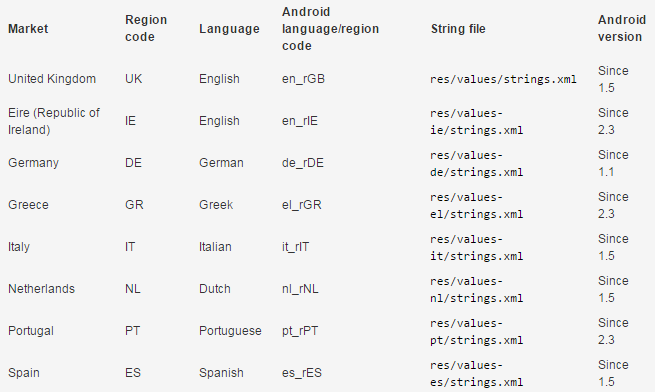 Market Region code Language Android language/region code String file Android version
United Kingdom UK English en_rGB res/values/strings.xml Since 1.5
Eire (Republic of Ireland) IE English en_rIE res/values-ie/strings.xml Since 2.3
Germany DE German de_rDE res/values-de/strings.xml Since 1.1
Greece GR Greek el_rGR res/values-el/strings.xml Since 2.3
Italy IT Italian it_rIT res/values-it/strings.xml Since 1.5
Netherlands NL Dutch nl_rNL res/values-nl/strings.xml Since 1.5
Portugal PT Portuguese pt_rPT res/values-pt/strings.xml Since 2.3
Spain ES Spanish es_rES res/values-es/strings.xml Since 1.5